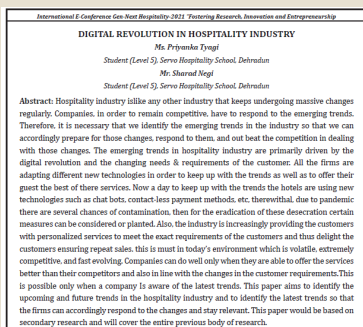 International E-Conference Gen-Next Hospitality-2021 "Fostering Research, Innovation and Entrepreneurship
DIGITAL REVOLUTION IN HOSPITALITY INDUSTRY
Ms. Priyanka Tyagi
Student (Level 5), Servo Hospitality School, Dehradun
Mr. Sharad Negi
Student (Level 5), Servo Hospitality School, Dehradun
Abstract: Hospitality industry islike any other industry that keeps undergoing massive changes
regularly. Companies, in order to remain competitive, have to respond to the emerging trends.
Therefore, it is necessary that we identify the emerging trends in the industry so that we can
accordingly prepare for those changes, respond to them, and out beat the competition in dealing
with those changes. The emerging trends in hospitality industry are primarily driven by the
digital revolution and the changing needs & requirements of the customer. All the firms are
adapting different new technologies in order to keep up with the trends as well as to offer their
guest the best of there services. Now a day to keep up with the trends the hotels are using new
technologies such as chat bots, contact-less payment methods, etc, therewithal, due to pandemic
there are several chances of contamination, then for the eradication of these desecration certain
measures can be considered or planted. Also, the industry is increasingly providing the customers
with personalized services to meet the exact requirements of the customers and thus delight the
customers ensuring repeat sales. this is must in today's environment which is volatile, extremely
competitive, and fast evolving. Companies can do well only when they are able to offer the services
better than their competitors and also in line with the changes in the customer requirements.This
is possible only when a company Is aware of the latest trends. This paper aims to identify the
upcoming and future trends in the hospitality industry and to identify the latest trends so that
the firms can accordingly respond to the changes and stay relevant. This paper would be based on
secondary research and will cover the entire previous body of research.